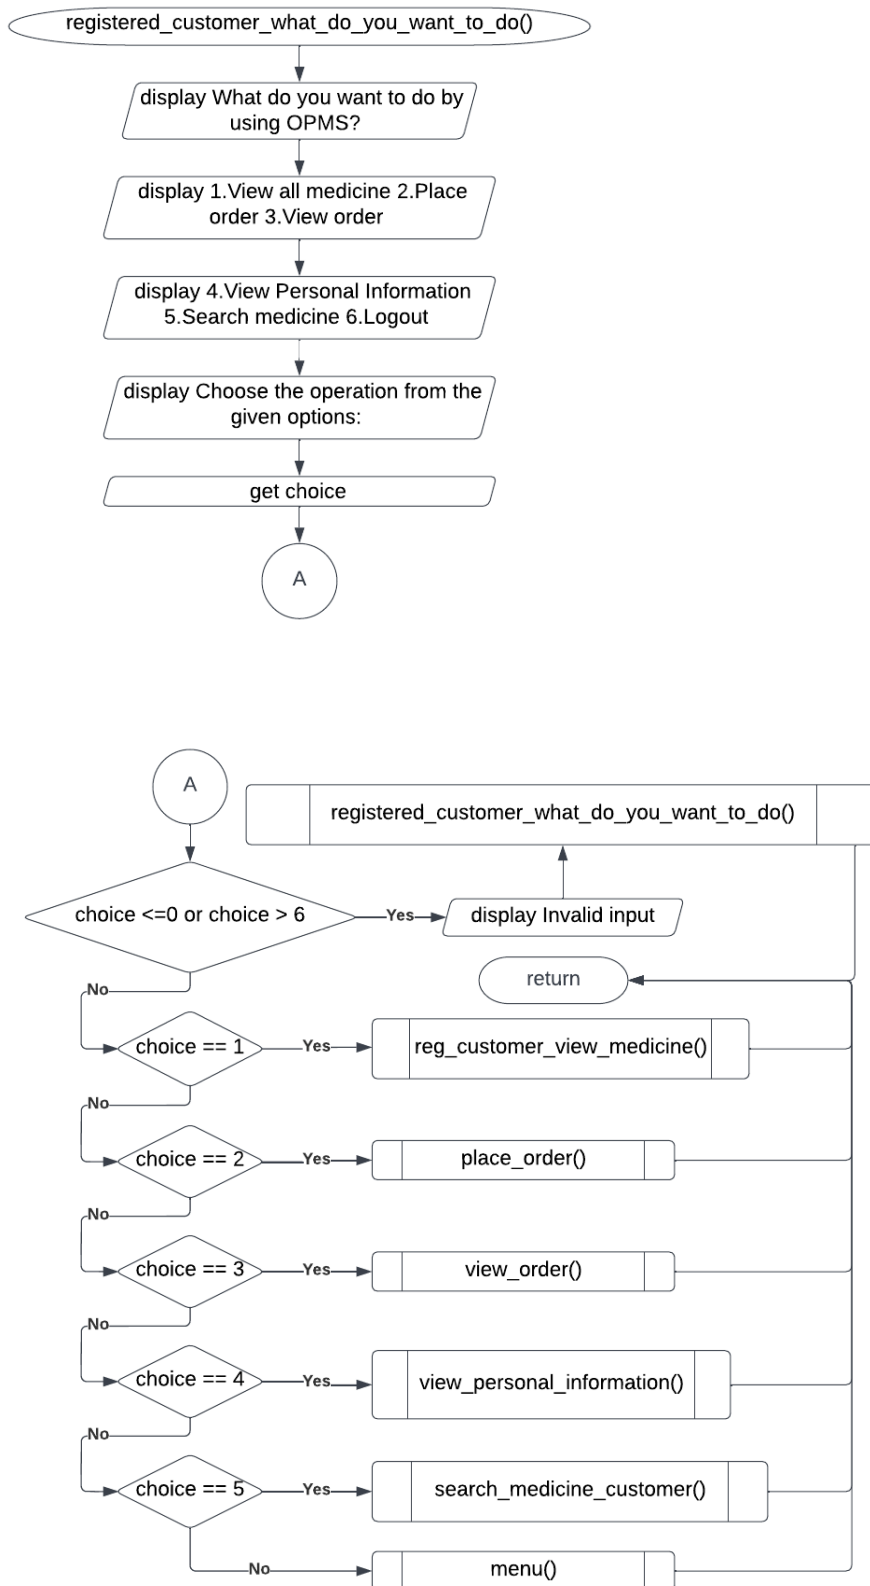 registered_customer_what_do_you_want_to_do()
display What do you want to do by
using OPMS?
display 1.View all medicine 2.Place
order 3.View order
display 4.View Personal Information
5.Search medicine 6.Logout
display Choose the operation from the
given options:
get choice
A
A
registered_customer_what_do_you_want_to_do()
choice <=0 or choice > 6
Yes
display Invalid input
return
No
choice == 1
Yes
reg_customer_view_medicine()
No
choice == 2
Yes
place_order()
No
choice == 3
Yes
view_order()
No
choice == 4
Yes
view_personal_information()
No
choice == 5
Yes
search_medicine_customer()
No
menu()